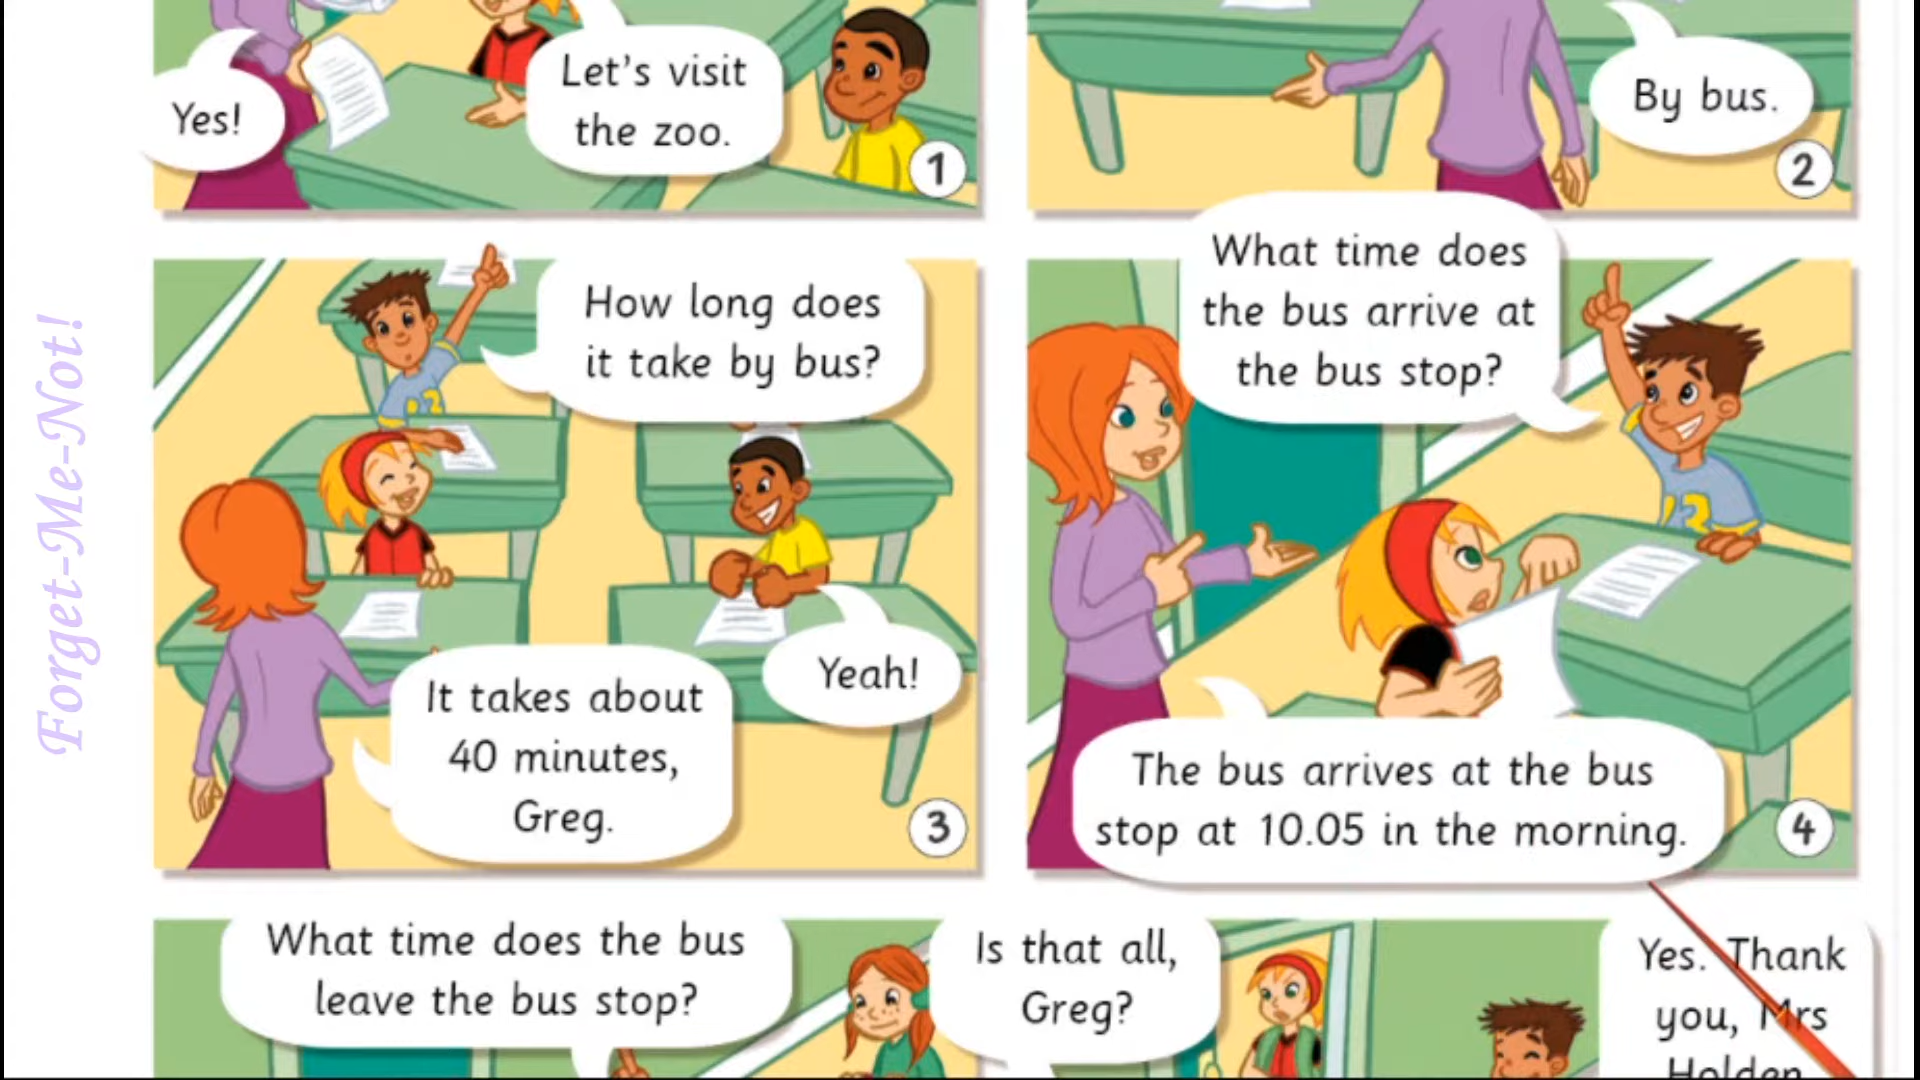 Yes!
Let's visit
the zoo.
1
By bus.
2
How long does
it take by bus?
It takes about
40 minutes,
Greg.
Yeah!
3
What time does
the bus arrive at
the bus stop?
The bus arrives at the bus
stop at 10.05 in the morning.
4
What time does the bus
leave the bus stop?
Is that all,
Greg?
Yes. Thank
you, Mrs
Holden
Forget-Me-Not!